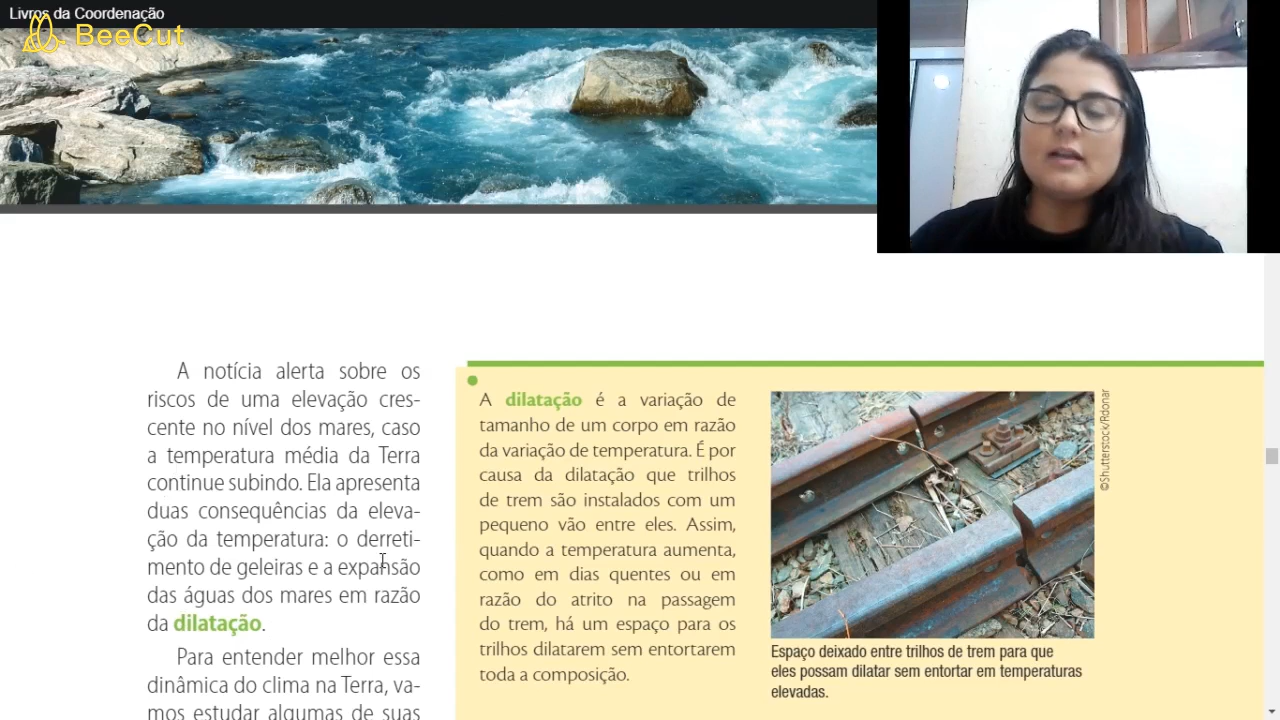 Livros da Coordenação
BeeCut
A notícia alerta sobre os
riscos de uma elevação cres-
cente no nível dos mares, caso
a temperatura média da Terra
continue subindo. Ela apresenta
duas consequências da eleva-
ção da temperatura: o derreti-
mento de geleiras e a expansão
das águas dos mares em razão
da dilatação.
Para entender melhor essa
dinâmica do clima na Terra, va-
mos estudar algumas de suas
A dilatação é a variação de
tamanho de um corpo em razão
da variação de temperatura. É por
causa da dilatação que trilhos
de trem são instalados com um
pequeno vão entre eles. Assim,
quando a temperatura aumenta,
como em dias quentes ou em
razão do atrito na passagem
do trem, há um espaço para os
trilhos dilatarem sem entortarem
toda a composição.
©Shutterstock/Rdonar
Espaço deixado entre trilhos de trem para que
eles possam dilatar sem entortar em temperaturas
elevadas.